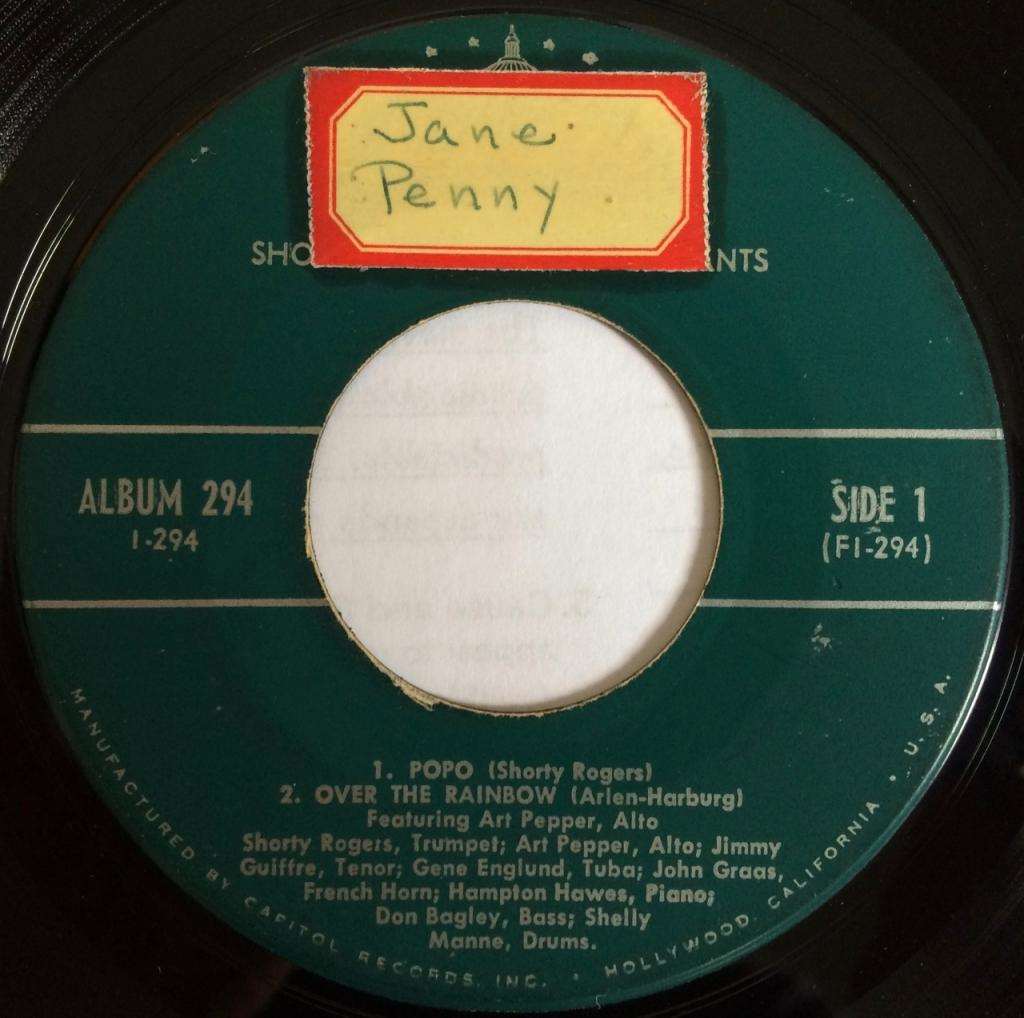 Jane
Penny
SHO ANTS
ALBUM 294
1-294
SIDE 1
(F1-294)
1. POPO (Shorty Rogers)
2. OVER THE RAINBOW (Arlen-Harburg)
Featuring Art Pepper, Alto
Shorty Rogers, Trumpet; Art Pepper, Alto; Jimmy
Guiffre, Tenor; Gene Englund, Tuba; John Graas,
French Horn; Hampton Hawes, Piano;
Don Bagley, Bass; Shelly
Manne, Drums.
MANUFACTURED BY CAPITOL RECORDS, INC. • HOLLYWOOD, CALIFORNIA • U. S. A.